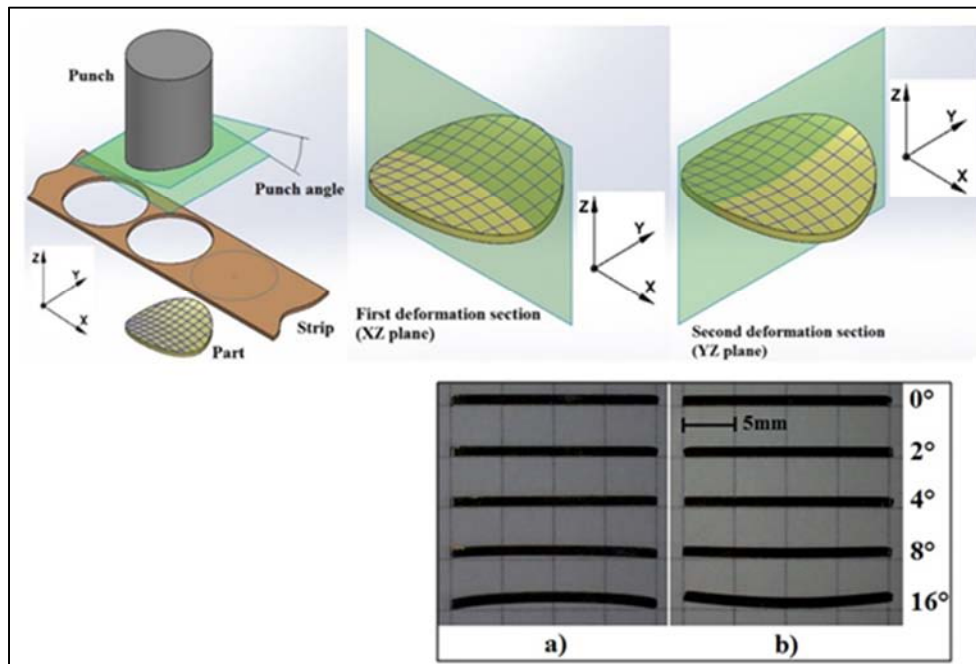 Punch
Punch angle
Z
Y
X
Strip
Part
First deformation section
(XZ plane)
Z
Y
X
Second deformation section
(YZ plane)
Z
Y
X
0°
5mm
2°
4°
8°
16°
a)
b)